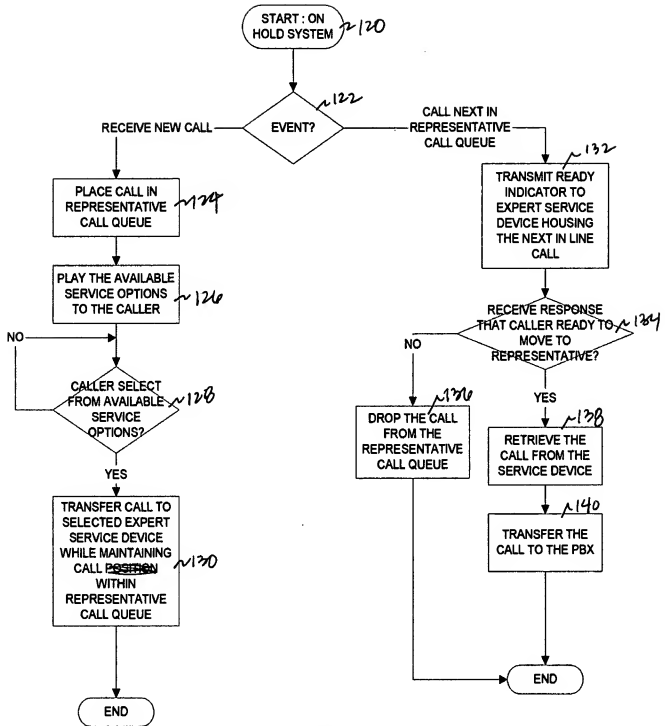 START : ON
HOLD SYSTEM
~120
EVENT?
~122
RECEIVE NEW CALL
CALL NEXT IN
REPRESENTATIVE
CALL QUEUE
PLACE CALL IN
REPRESENTATIVE
CALL QUEUE
~124
PLAY THE AVAILABLE
SERVICE OPTIONS
TO THE CALLER
~126
NO
CALLER SELECT
FROM AVAILABLE
SERVICE
OPTIONS?
~128
YES
TRANSFER CALL TO
SELECTED EXPERT
SERVICE DEVICE
WHILE MAINTAINING
CALL POSITION
WITHIN
REPRESENTATIVE
CALL QUEUE
~130
END
~132
TRANSMIT READY
INDICATOR TO
EXPERT SERVICE
DEVICE HOUSING
THE NEXT IN LINE
CALL
RECEIVE RESPONSE
THAT CALLER READY TO
MOVE TO
REPRESENTATIVE?
~134
NO
YES
~136
DROP THE CALL
FROM THE
REPRESENTATIVE
CALL QUEUE
~138
RETRIEVE THE
CALL FROM THE
SERVICE DEVICE
~140
TRANSFER THE
CALL TO THE PBX
END